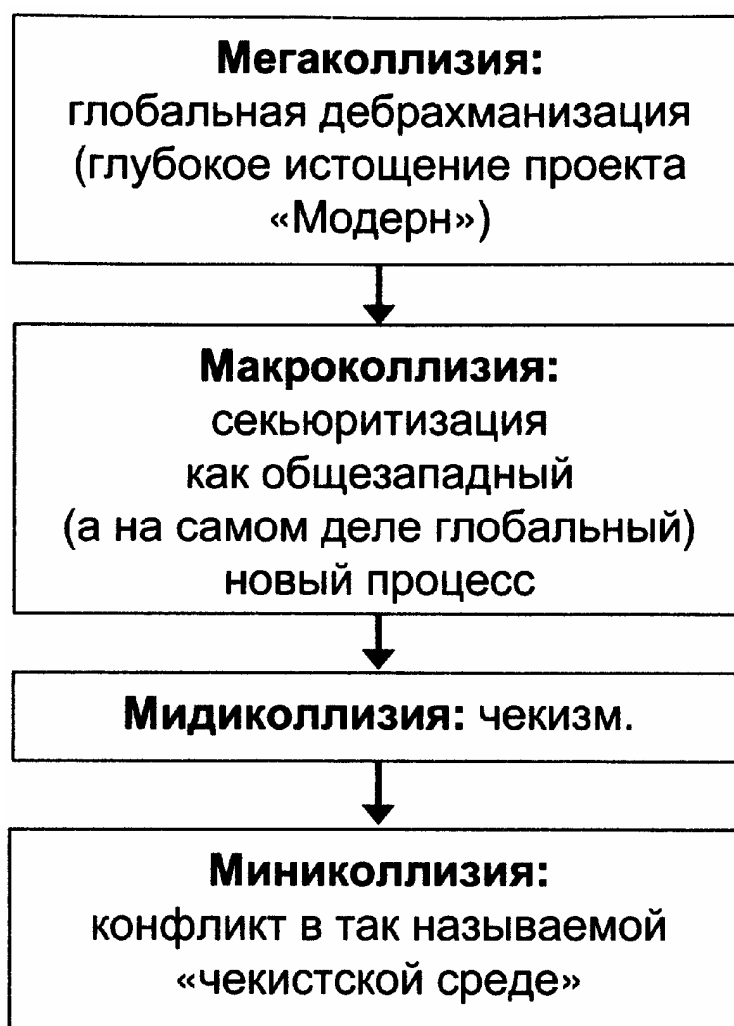 Мегаколлизия:
глобальная дебрахманизация
(глубокое истощение проекта
«Модерн»)
Макроколлизия:
секьюритизация
как общезападный
(а на самом деле глобальный)
новый процесс
Мидиколлизия: чекизм.
Миниколлизия:
конфликт в так называемой
«чекистской среде»